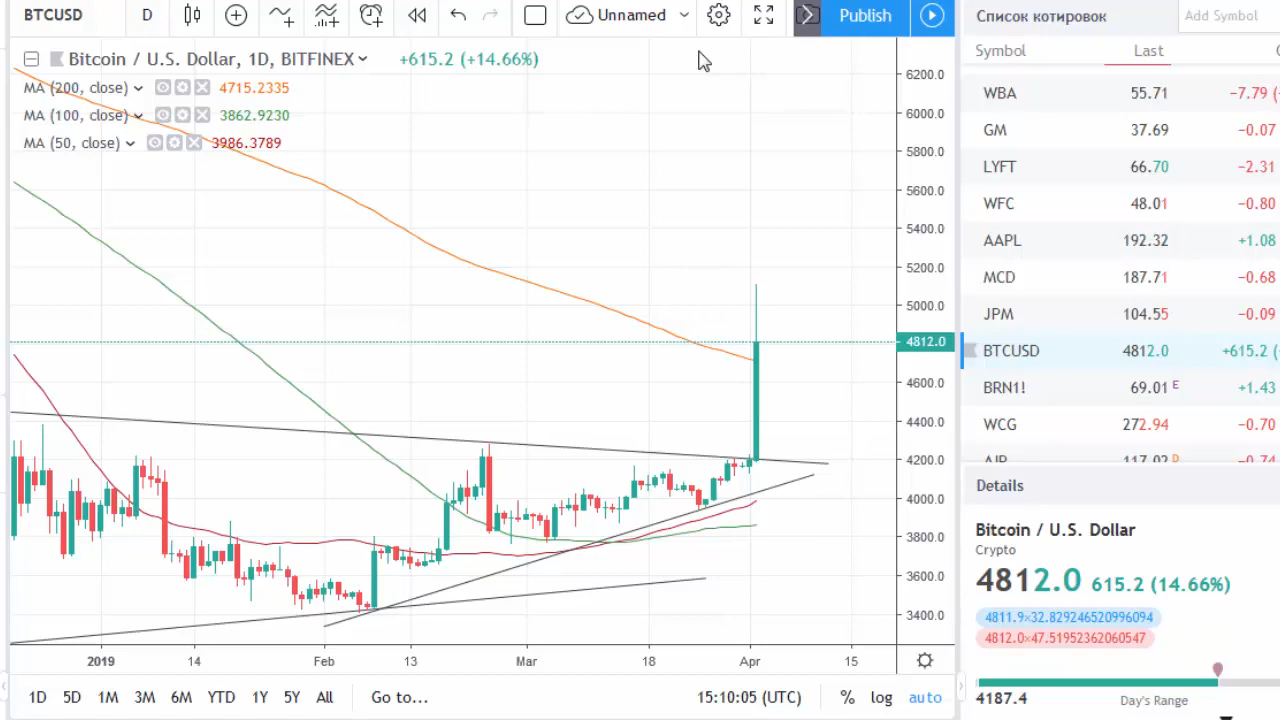 BTCUSD D Unnamed Publish
Bitcoin / U.S. Dollar, 1D, BITFINEX +615.2 (+14.66%)
MA (200, close) 4715.2335
MA (100, close) 3862.9230
MA (50, close) 3986.3789
6200.0
6000.0
5800.0
5600.0
5400.0
5200.0
5000.0
4812.0
4600.0
4400.0
4200.0
4000.0
3800.0
3600.0
3400.0
2019 14 Feb 13 Mar 18 Apr 15
1D 5D 1M 3M 6M YTD 1Y 5Y All Go to... 15:10:05 (UTC) % log auto
Список котировок Add Symbol
Symbol Last
WBA 55.71 −7.79 (
GM 37.69 −0.07
LYFT 66.70 −2.31
WFC 48.01 −0.80
AAPL 192.32 +1.08
MCD 187.71 −0.68
JPM 104.55 −0.09
BTCUSD 4812.0 +615.2 (
BRN1! 69.01 E +1.43
WCG 272.94 −0.70
Details
Bitcoin / U.S. Dollar
Crypto
4812.0 615.2 (14.66%)
4811.9×32.829246520996094
4812.0×47.51952362060547
4187.4 Day's Range